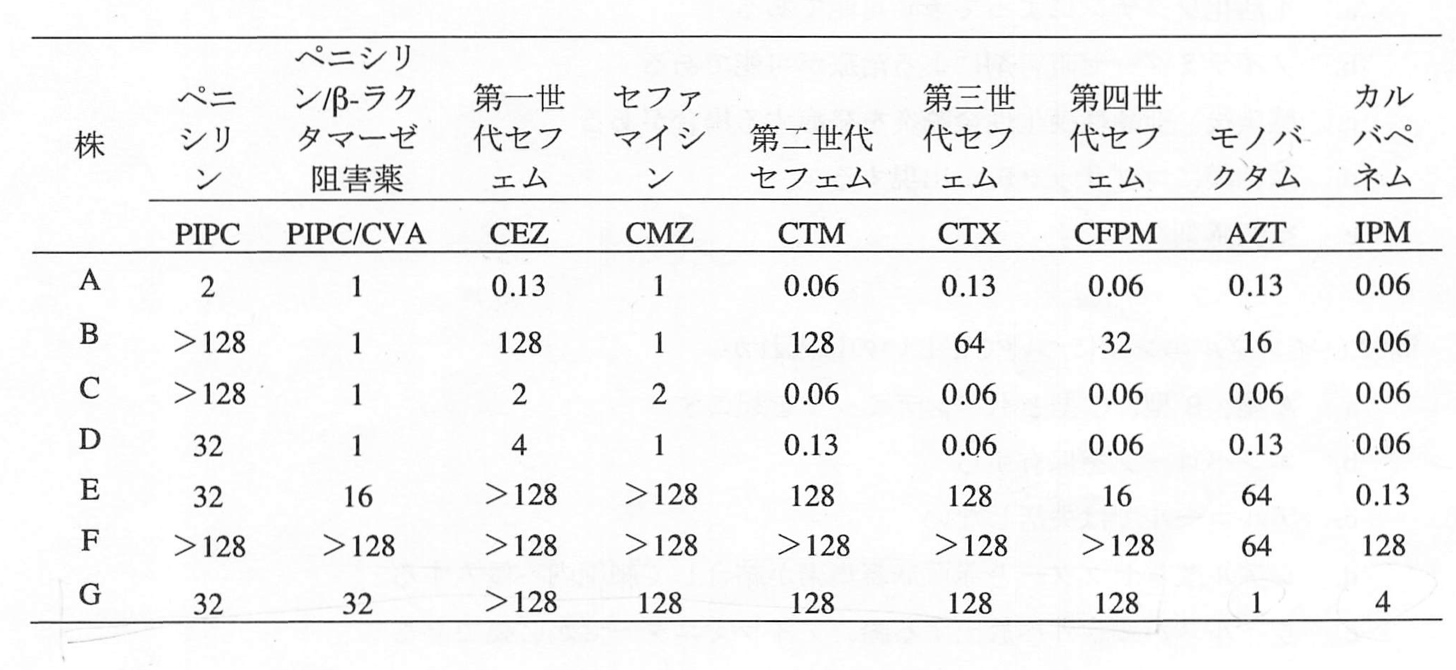 株 ペニシリン ペニシリン/β-ラクタマーゼ阻害薬 第一世代セフェム セファマイシン 第二世代セフェム 第三世代セフェム 第四世代セフェム モノバクタム カルバペネム
PIPC PIPC/CVA CEZ CMZ CTM CTX CFPM AZT IPM
A 2 1 0.13 1 0.06 0.13 0.06 0.13 0.06
B >128 1 128 1 128 64 32 16 0.06
C >128 1 2 2 0.06 0.06 0.06 0.06 0.06
D 32 1 4 1 0.13 0.06 0.06 0.13 0.06
E 32 16 >128 >128 128 128 16 64 0.13
F >128 >128 >128 >128 >128 >128 >128 64 128
G 32 32 >128 128 128 128 128 1 4